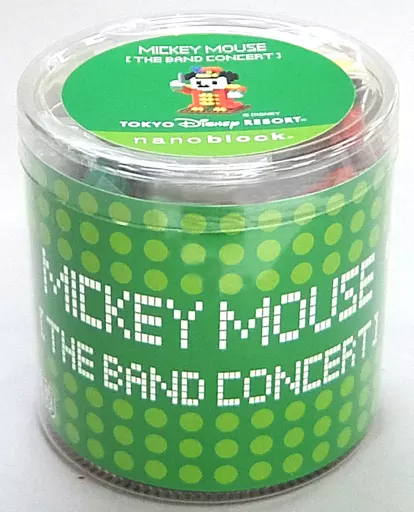 MICKEY MOUSE
[THE BAND CONCERT]
© DISNEY
TOKYO Disney RESORT®
nanoblock®
MICKEY MOUSE
[THE BAND CONCERT]